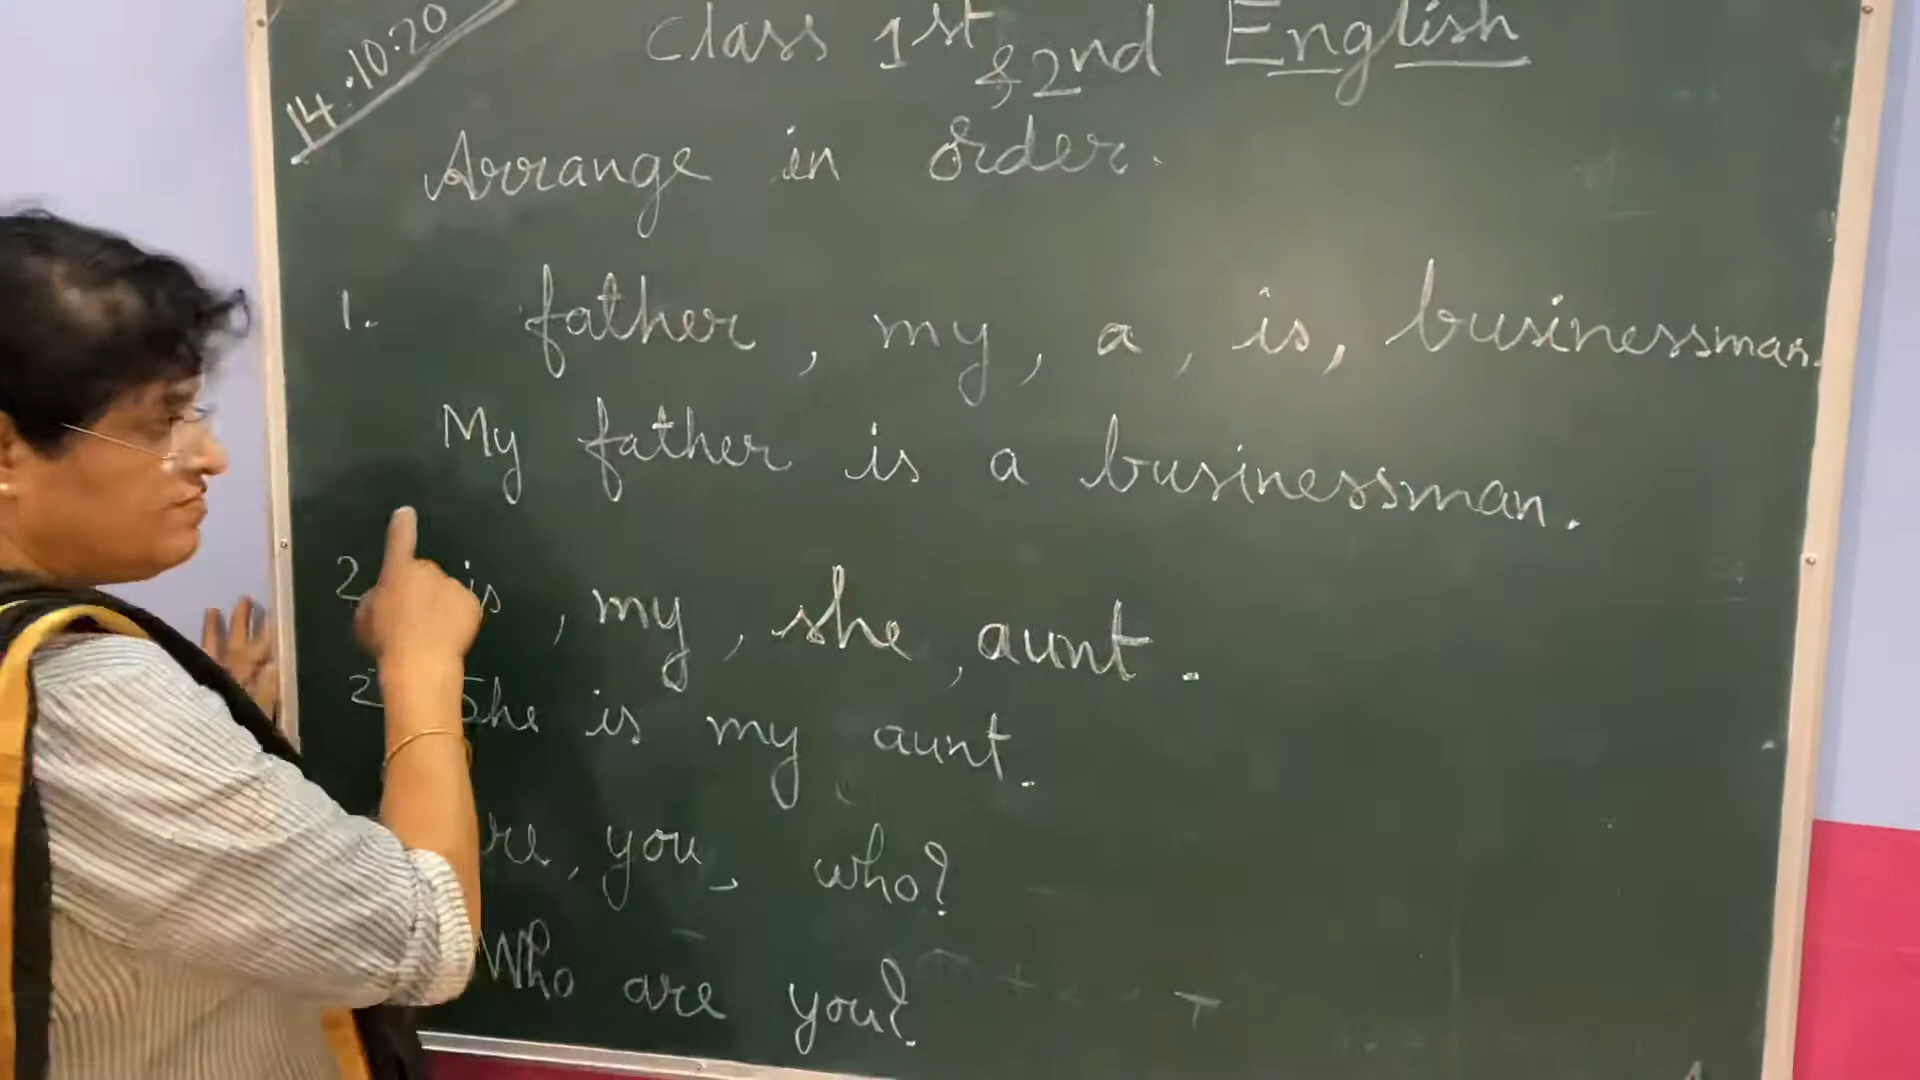 14.10.20
Class 1st & 2nd English
Arrange in order.
1. father, my, a, is, businessman.
My father is a businessman.
2 is, my, she, aunt.
2 She is my aunt.
re, you, who?
Who are you?